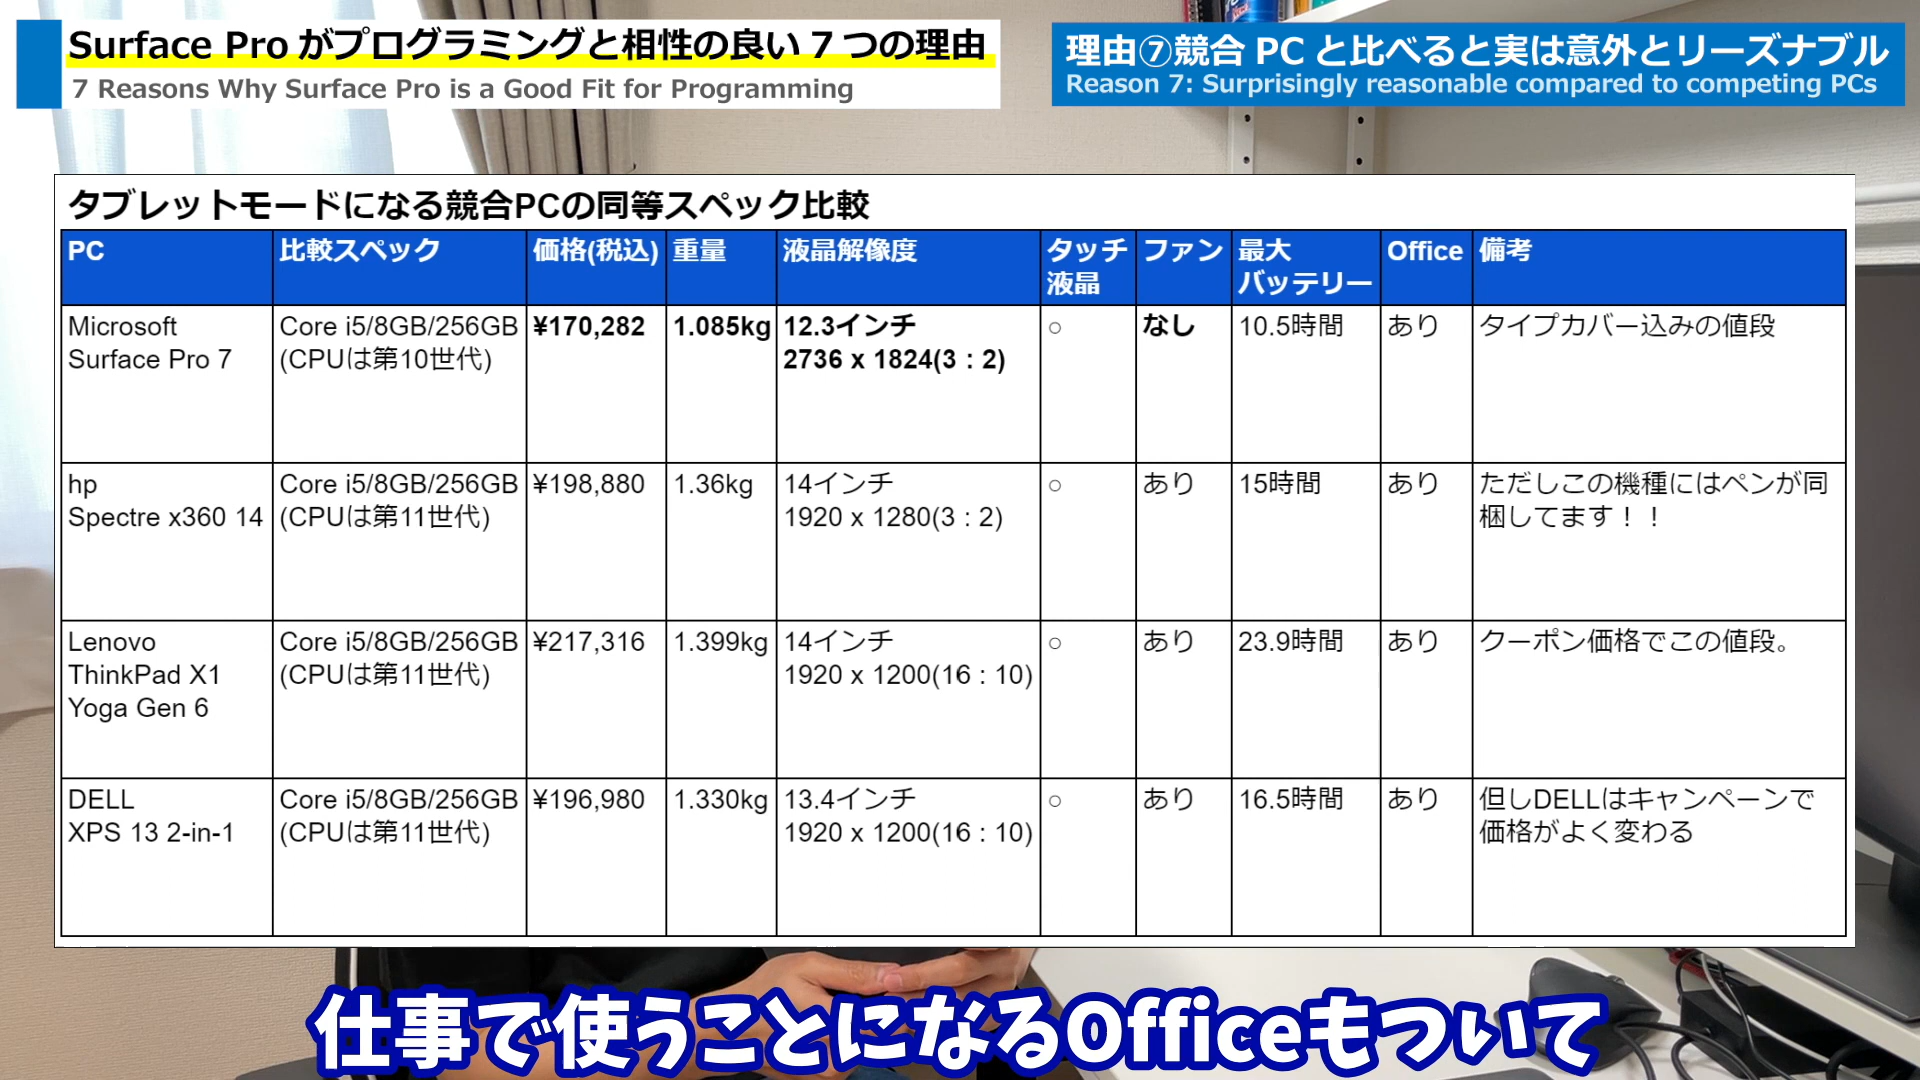 Surface Pro がプログラミングと相性の良い 7 つの理由
7 Reasons Why Surface Pro is a Good Fit for Programming
理由⑦競合 PC と比べると実は意外とリーズナブル
Reason 7: Surprisingly reasonable compared to competing PCs
タブレットモードになる競合PCの同等スペック比較
PC
比較スペック
価格(税込)
重量
液晶解像度
タッチ
液晶
ファン
最大
バッテリー
Office
備考
Microsoft
Surface Pro 7
Core i5/8GB/256GB
(CPUは第10世代)
¥170,282
1.085kg
12.3インチ
2736 x 1824(3：2)
○
なし
10.5時間
あり
タイプカバー込みの値段
hp
Spectre x360 14
Core i5/8GB/256GB
(CPUは第11世代)
¥198,880
1.36kg
14インチ
1920 x 1280(3：2)
○
あり
15時間
あり
ただしこの機種にはペンが同
梱してます！！
Lenovo
ThinkPad X1
Yoga Gen 6
Core i5/8GB/256GB
(CPUは第11世代)
¥217,316
1.399kg
14インチ
1920 x 1200(16：10)
○
あり
23.9時間
あり
クーポン価格でこの値段。
DELL
XPS 13 2-in-1
Core i5/8GB/256GB
(CPUは第11世代)
¥196,980
1.330kg
13.4インチ
1920 x 1200(16：10)
○
あり
16.5時間
あり
但しDELLはキャンペーンで
価格がよく変わる
仕事で使うことになるOfficeもついて